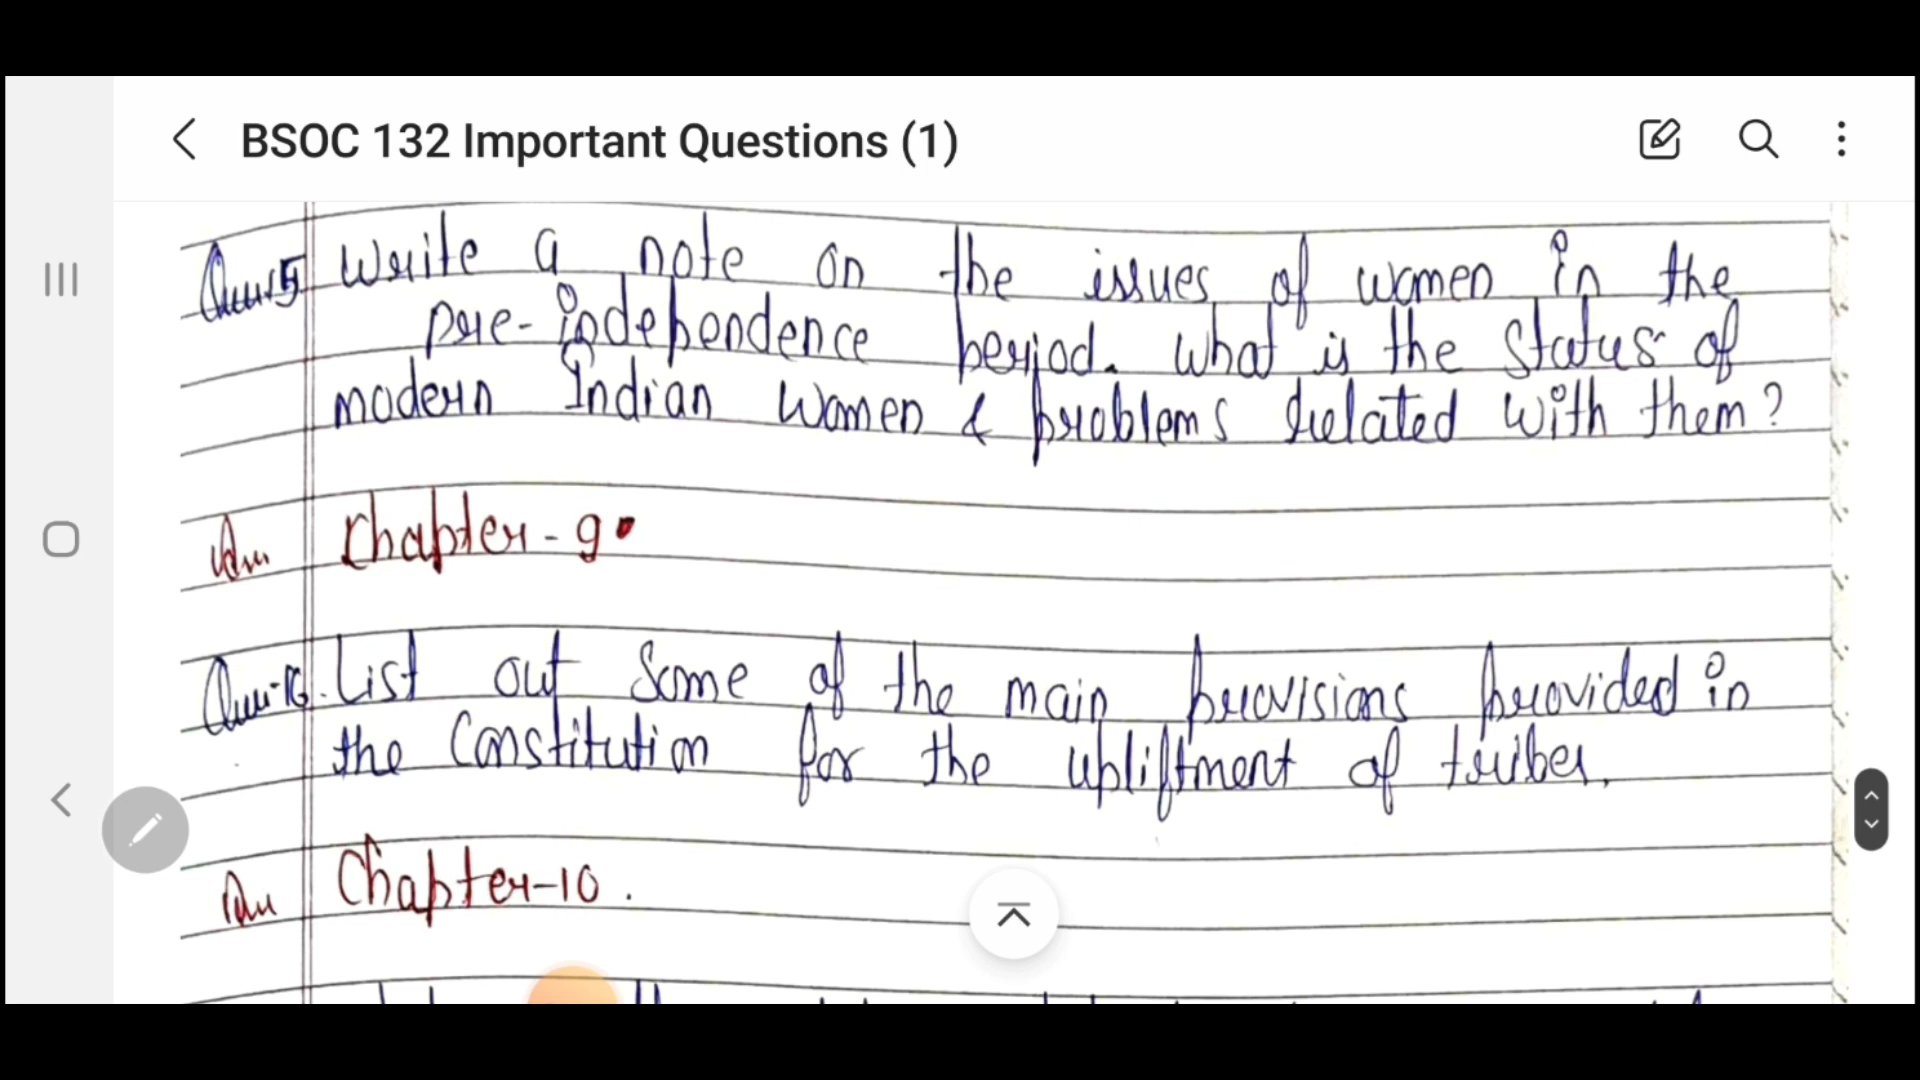 BSOC 132 Important Questions (1)
Ques-15 Write a note on the issues of women in the
pre-independence period. What is the status of
modern Indian Women & problems related with them?
Ans Chapter-9.
Ques-16. List out Some of the main provisions provided in
the Constitution for the upliftment of tribes.
Ans Chapter-10.